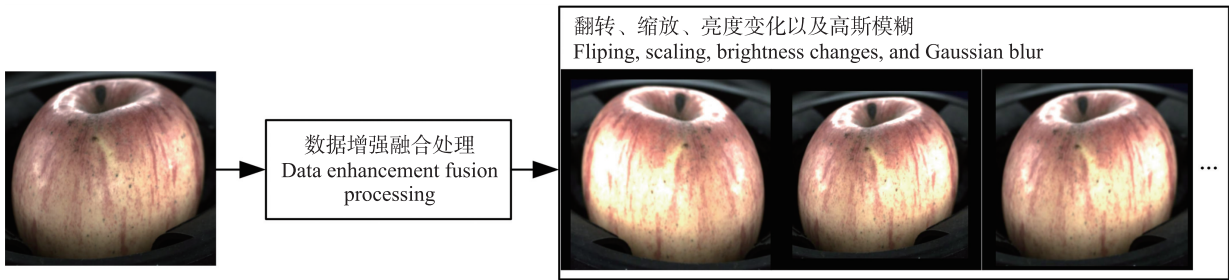 数据增强融合处理
Data enhancement fusion
processing
翻转、缩放、亮度变化以及高斯模糊
Fliping, scaling, brightness changes, and Gaussian blur
...